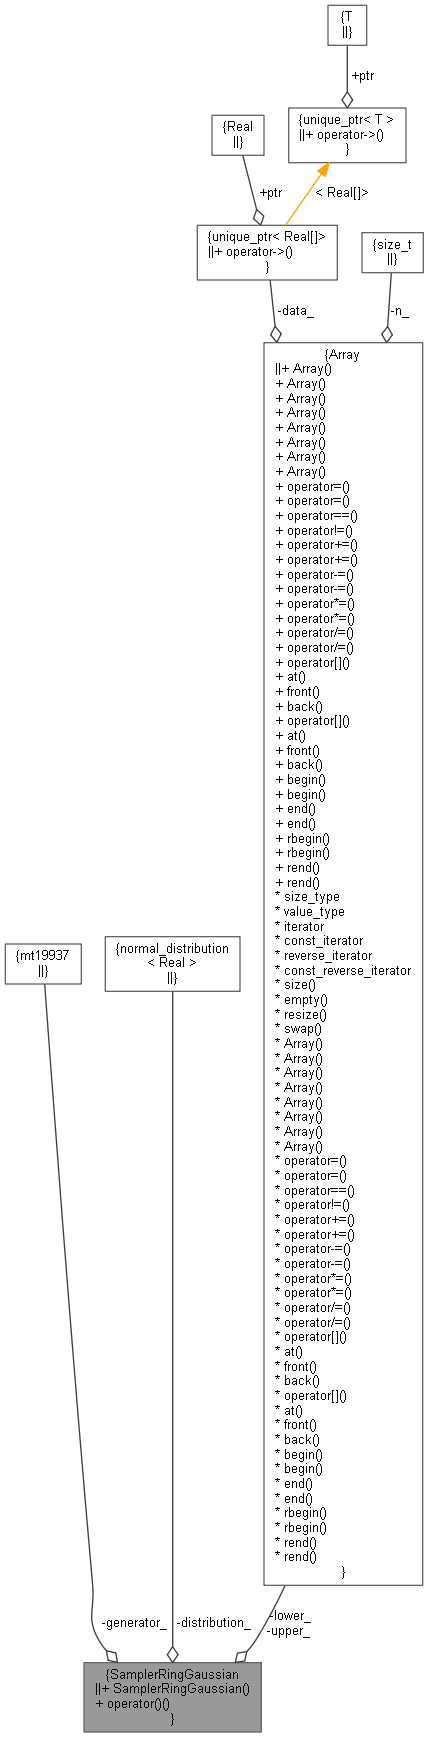 {T
||}
+ptr
{unique_ptr< T >
||+ operator->()
}
{Real
||}
+ptr
< Real[]>
{unique_ptr< Real[]>
||+ operator->()
}
{size_t
||}
-data_
-n_
{Array
||+ Array()
+ Array()
+ Array()
+ Array()
+ Array()
+ Array()
+ Array()
+ Array()
+ operator=()
+ operator=()
+ operator==()
+ operator!=()
+ operator+=()
+ operator+=()
+ operator-=()
+ operator-=()
+ operator*=()
+ operator*=()
+ operator/=()
+ operator/=()
+ operator[]()
+ at()
+ front()
+ back()
+ operator[]()
+ at()
+ front()
+ back()
+ begin()
+ begin()
+ end()
+ end()
+ rbegin()
+ rbegin()
+ rend()
+ rend()
* size_type
* value_type
* iterator
* const_iterator
* reverse_iterator
* const_reverse_iterator
* size()
* empty()
* resize()
* swap()
* Array()
* Array()
* Array()
* Array()
* Array()
* Array()
* Array()
* Array()
* operator=()
* operator=()
* operator==()
* operator!=()
* operator+=()
* operator+=()
* operator-=()
* operator-=()
* operator*=()
* operator*=()
* operator/=()
* operator/=()
* operator[]()
* at()
* front()
* back()
* operator[]()
* at()
* front()
* back()
* begin()
* begin()
* end()
* end()
* rbegin()
* rbegin()
* rend()
* rend()
}
{mt19937
||}
{normal_distribution
< Real >
||}
-generator_
-distribution_
-lower_
-upper_
{SamplerRingGaussian
||+ SamplerRingGaussian()
+ operator()()
}